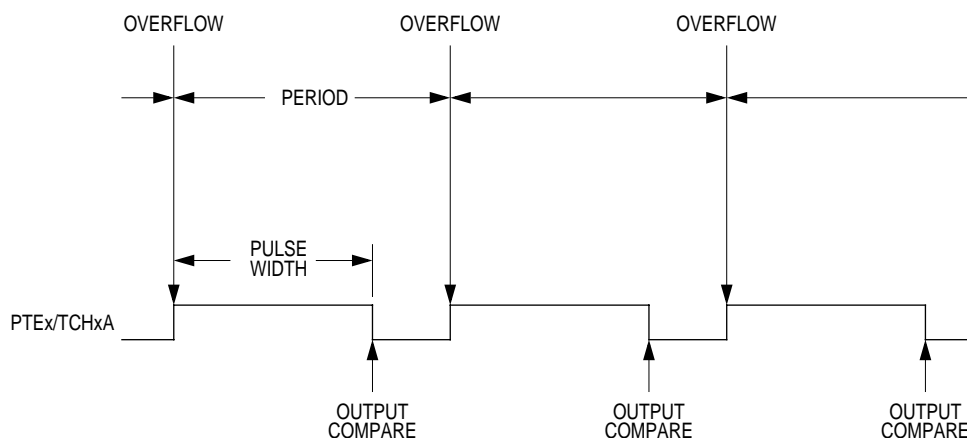 OVERFLOW OVERFLOW OVERFLOW
PERIOD
PULSE
WIDTH
PTEx/TCHxA
OUTPUT
COMPARE
OUTPUT
COMPARE
OUTPUT
COMPARE